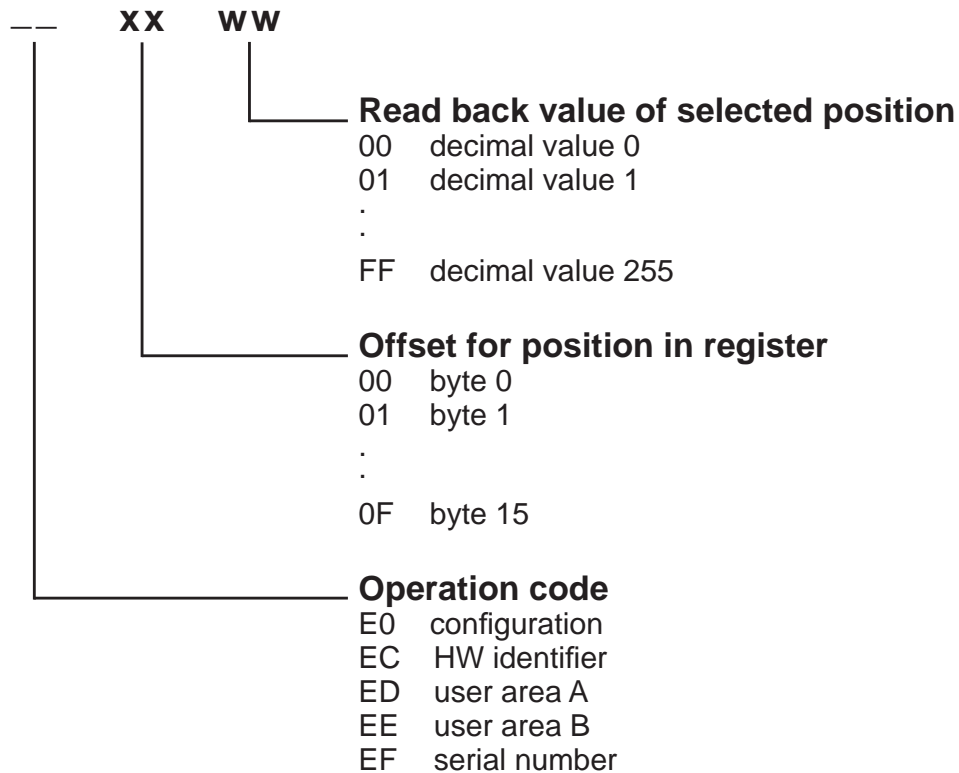 __ xx ww
Read back value of selected position
00 decimal value 0
01 decimal value 1
.
.
FF decimal value 255
Offset for position in register
00 byte 0
01 byte 1
.
.
0F byte 15
Operation code
E0 configuration
EC HW identifier
ED user area A
EE user area B
EF serial number